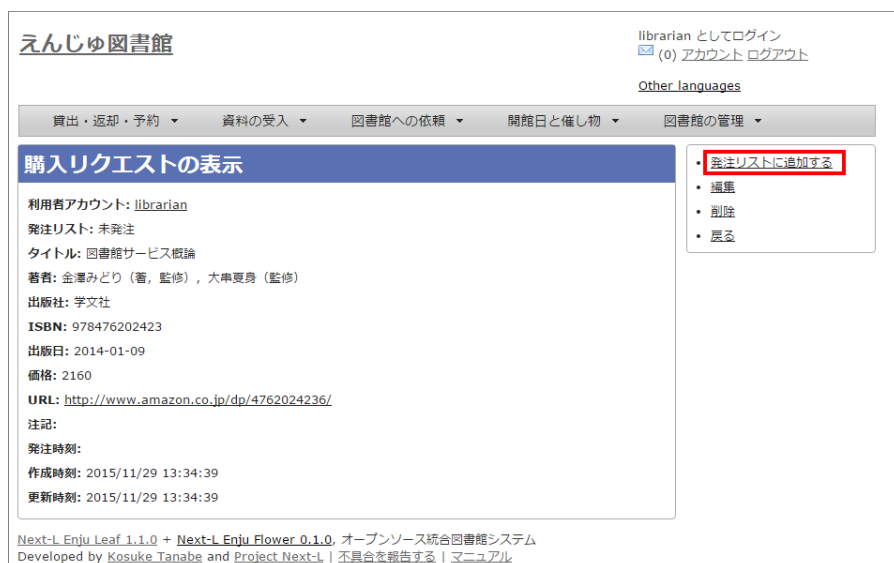 えんじゅ図書館
librarian としてログイン
(0) アカウント ログアウト
Other languages
貸出・返却・予約 ▼ 資料の受入 ▼ 図書館への依頼 ▼ 開館日と催し物 ▼ 図書館の管理 ▼
購入リクエストの表示
利用者アカウント: librarian
発注リスト: 未発注
タイトル: 図書館サービス概論
著者: 金澤みどり（著, 監修）, 大串夏身（監修）
出版社: 学文社
ISBN: 978476202423
出版日: 2014-01-09
価格: 2160
URL: http://www.amazon.co.jp/dp/4762024236/
注記:
発注時刻:
作成時刻: 2015/11/29 13:34:39
更新時刻: 2015/11/29 13:34:39
• 発注リストに追加する
• 編集
• 削除
• 戻る
Next-L Enju Leaf 1.1.0 + Next-L Enju Flower 0.1.0, オープンソース統合図書館システム
Developed by Kosuke Tanabe and Project Next-L | 不具合を報告する | マニュアル